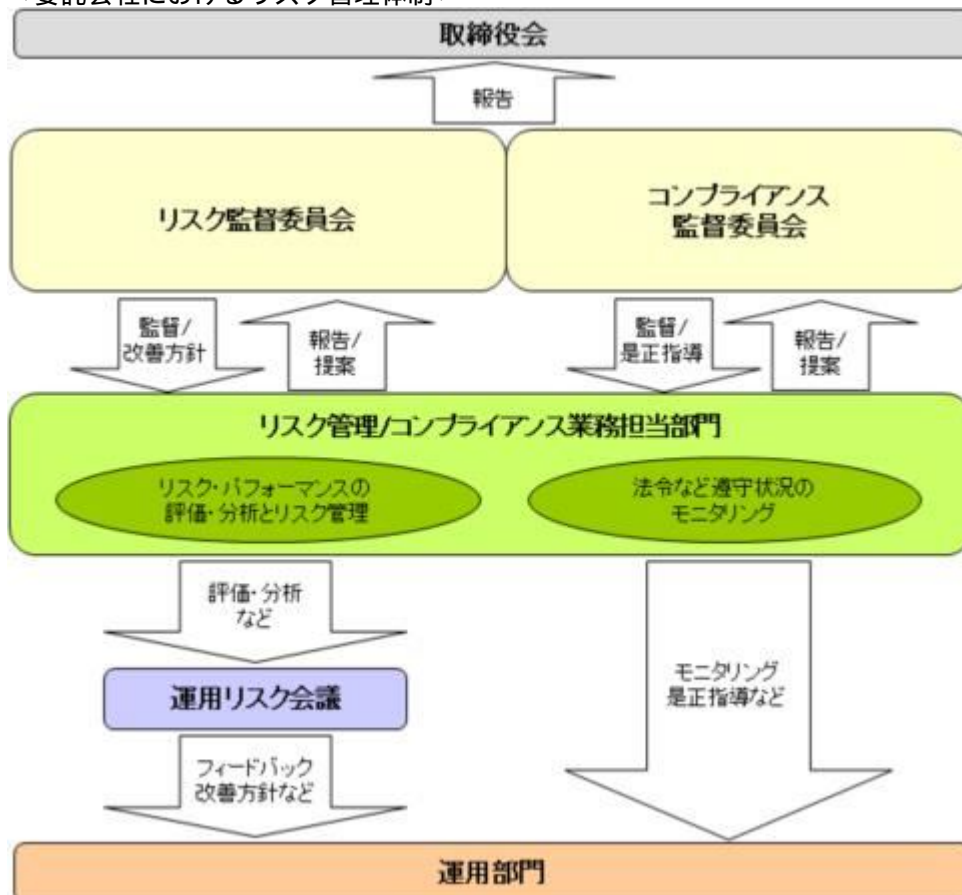 取締役会
報告
リスク監督委員会
コンプライアンス
監督委員会
監督/
改善方針
報告/
提案
監督/
是正指導
報告/
提案
リスク管理/コンプライアンス業務担当部門
リスク・パフォーマンスの
評価・分析とリスク管理
法令など遵守状況の
モニタリング
評価・分析
など
運用リスク会議
モニタリング
是正指導など
フィードバック
改善方針など
運用部門